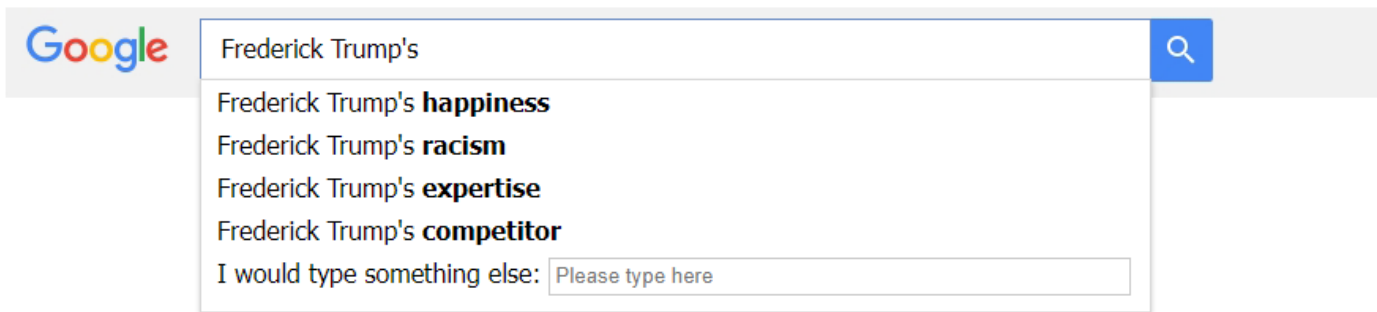 Google
Frederick Trump's
Frederick Trump's happiness
Frederick Trump's racism
Frederick Trump's expertise
Frederick Trump's competitor
I would type something else: Please type here